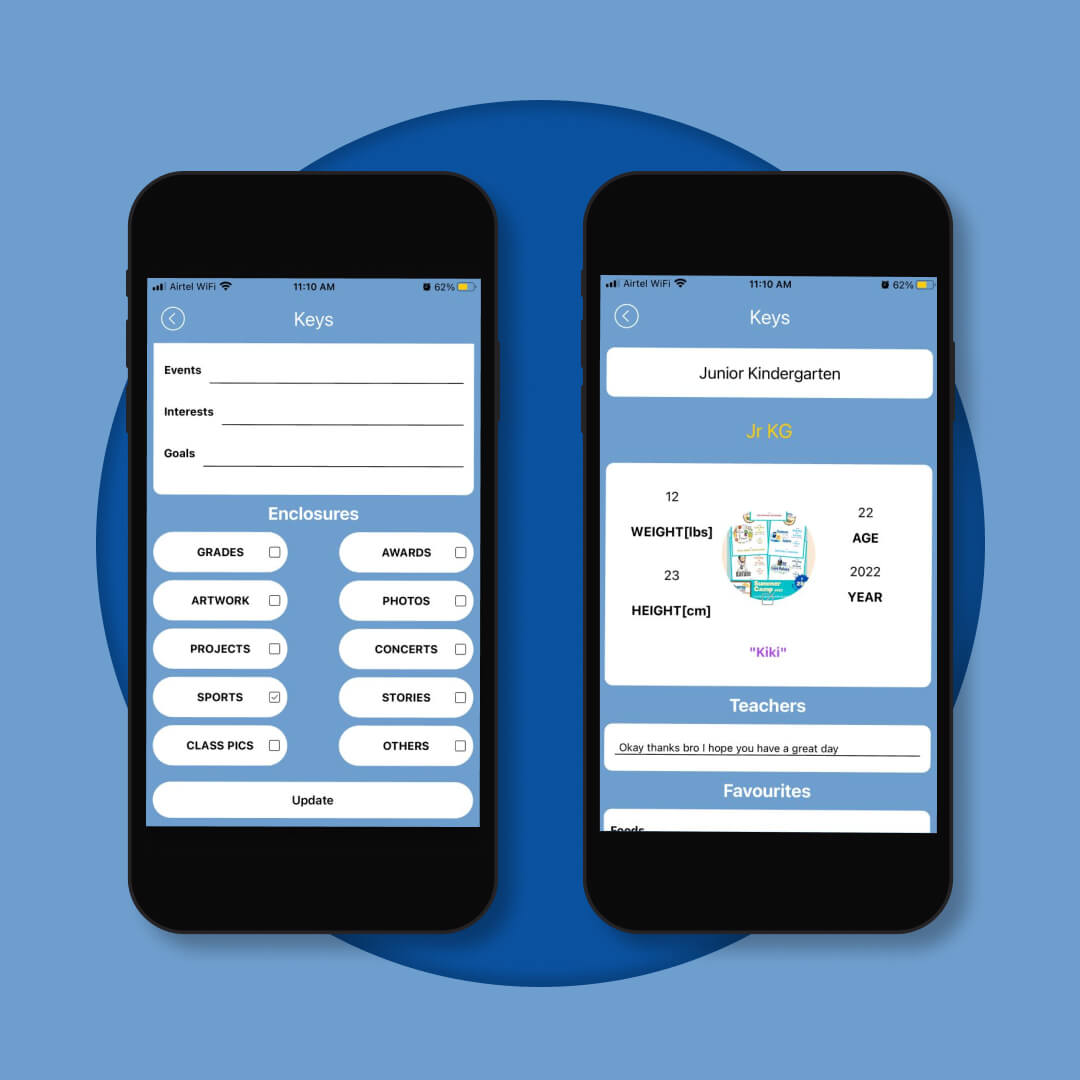 Airtel WiFi 11:10 AM 62%
Keys
Events
Interests
Goals
Enclosures
GRADES AWARDS
ARTWORK PHOTOS
PROJECTS CONCERTS
SPORTS STORIES
CLASS PICS OTHERS
Update
Airtel WiFi 11:10 AM 62%
Keys
Junior Kindergarten
Jr KG
12
WEIGHT[lbs]
23
HEIGHT[cm]
Summer
Camp
22
AGE
2022
YEAR
"Kiki"
Teachers
Okay thanks bro I hope you have a great day
Favourites
Foods